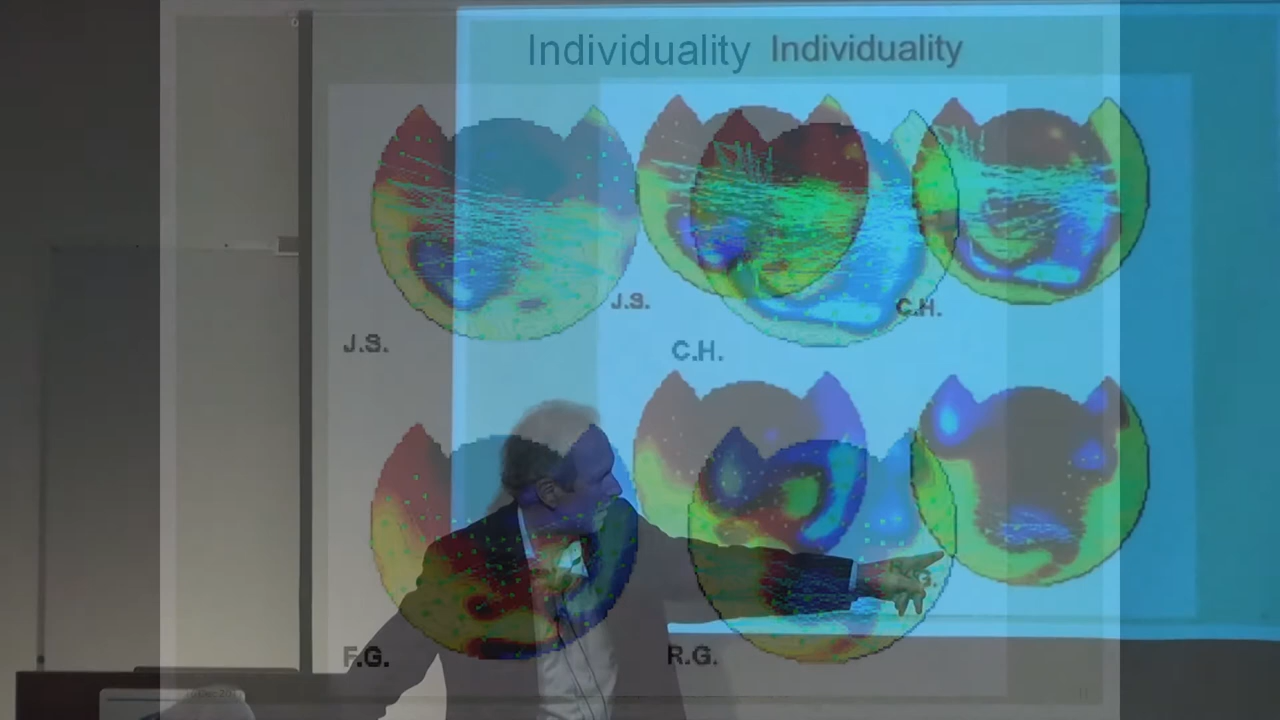 Individuality Individuality
J.S. C.H.
J.S. C.H.
F.G. R.G.